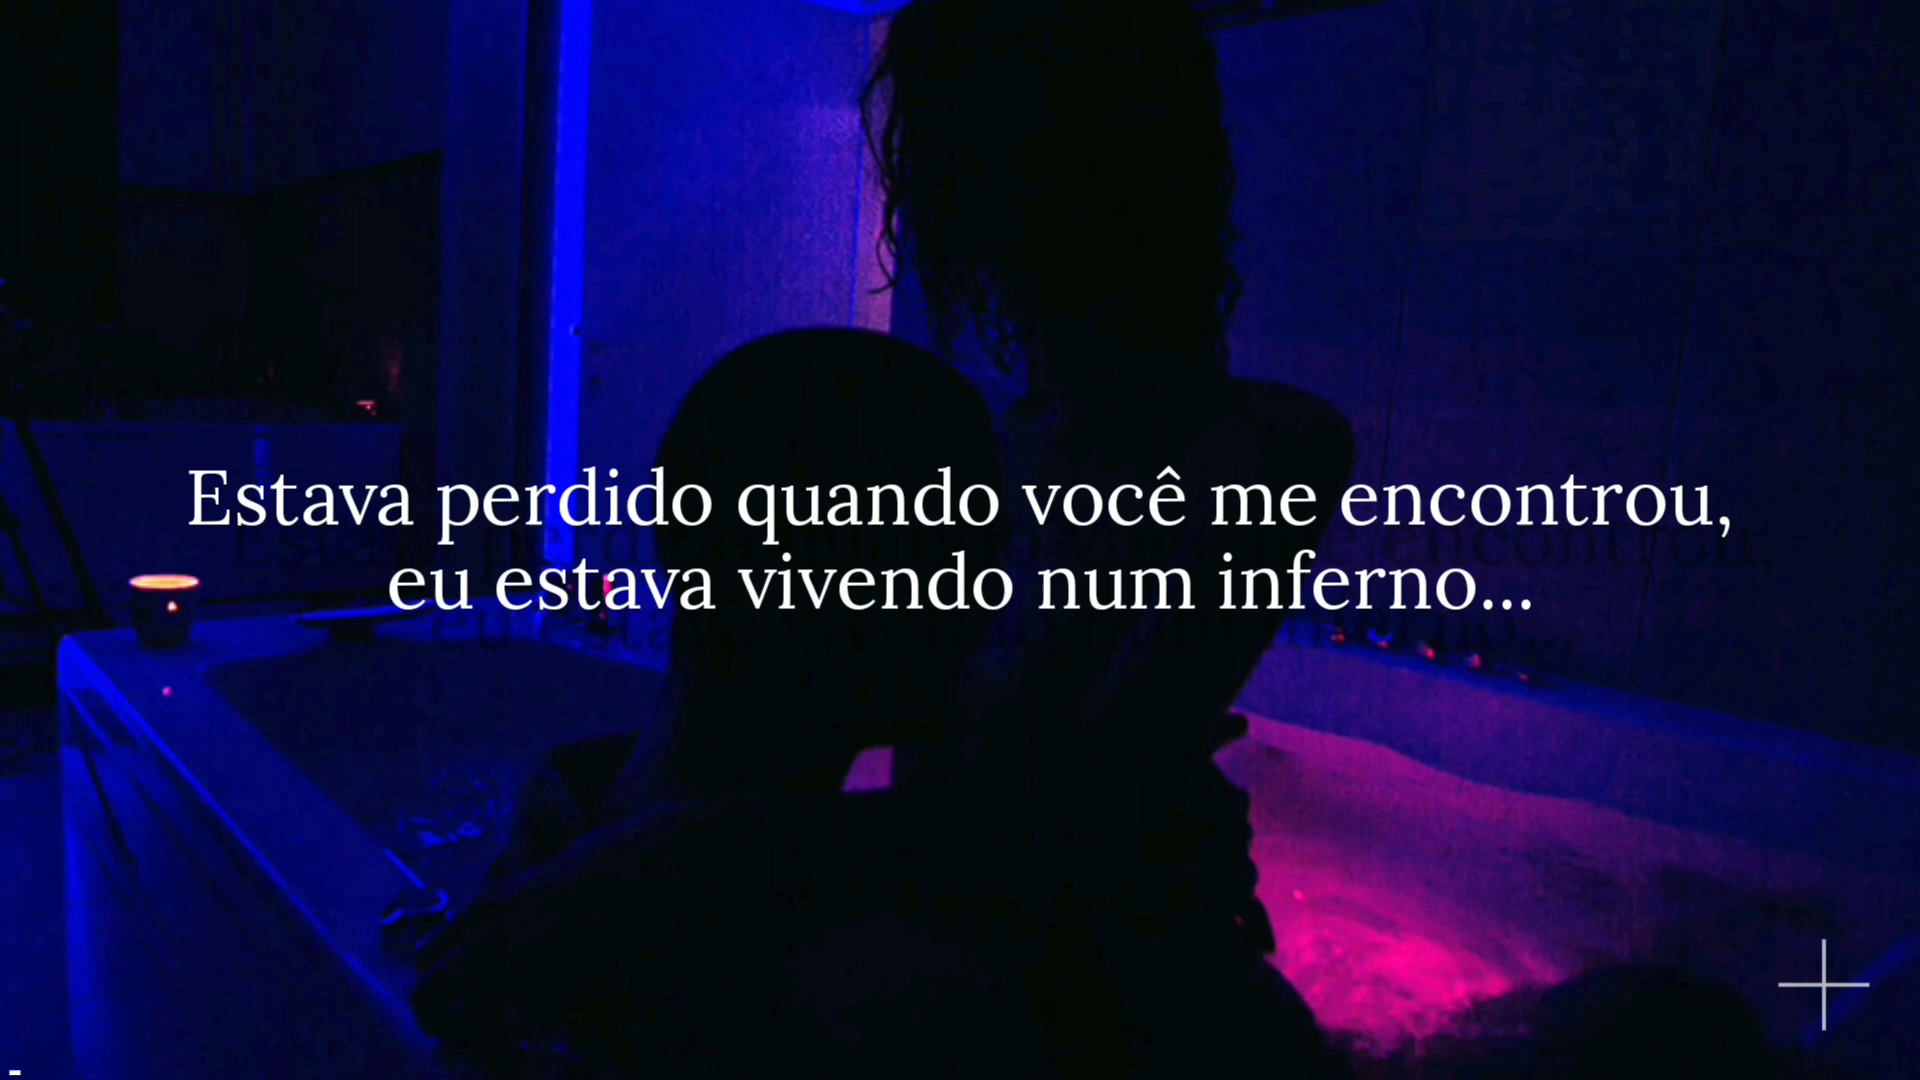 Estava perdido quando você me encontrou,
eu estava vivendo num inferno...